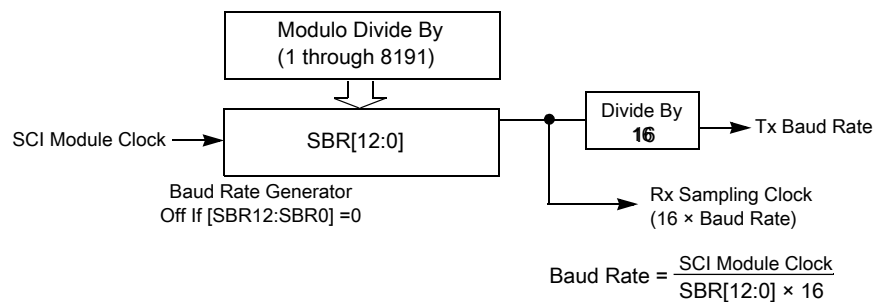 Modulo Divide By
(1 through 8191)
SCI Module Clock
SBR[12:0]
Divide By
16
Tx Baud Rate
Baud Rate Generator
Off If [SBR12:SBR0] =0
Rx Sampling Clock
(16 × Baud Rate)
Baud Rate = SCI Module Clock
SBR[12:0] × 16